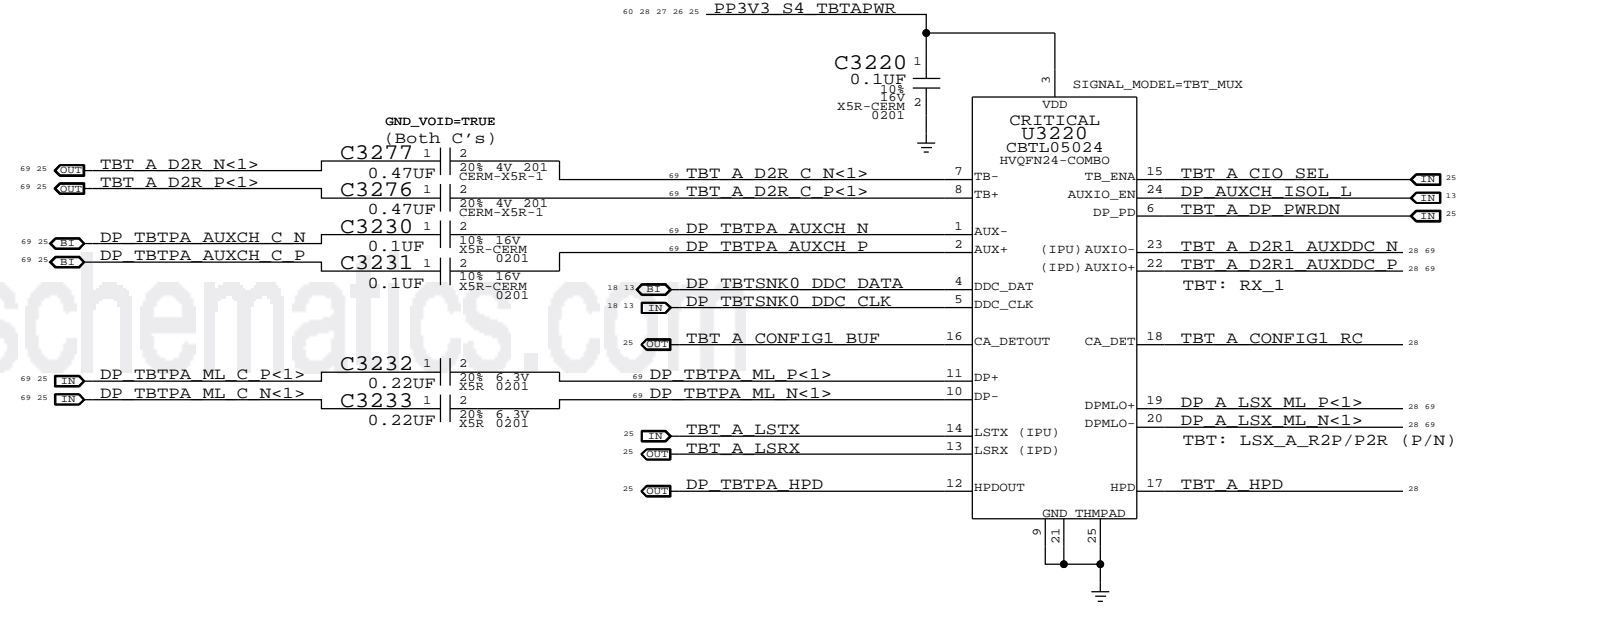 60 28 27 26 25 PP3V3_S4_TBTAPWR
C3220 1
0.1UF
10%
16V
X5R-CERM 2
0201
3
SIGNAL_MODEL=TBT_MUX
VDD
CRITICAL
U3220
CBTL05024
HVQFN24-COMBO
GND_VOID=TRUE
(Both C's)
69 25 OUT TBT_A_D2R_N<1> C3277 1 2
0.47UF 20% 4V 201
CERM-X5R-1
69 TBT_A_D2R_C_N<1> 7 TB-
TB_ENA 15 TBT_A_CIO_SEL IN 25
69 25 OUT TBT_A_D2R_P<1> C3276 1 2
0.47UF 20% 4V 201
CERM-X5R-1
69 TBT_A_D2R_C_P<1> 8 TB+
AUXIO_EN 24 DP_AUXCH_ISOL_L IN 13
DP_PD 6 TBT_A_DP_PWRDN IN 25
69 25 BI DP_TBTPA_AUXCH_C_N C3230 1 2
0.1UF 10% 16V
X5R-CERM
0201
69 DP_TBTPA_AUXCH_N 1 AUX-
69 25 BI DP_TBTPA_AUXCH_C_P C3231 1 2
0.1UF 10% 16V
X5R-CERM
0201
69 DP_TBTPA_AUXCH_P 2 AUX+
(IPU) AUXIO- 23 TBT_A_D2R1_AUXDDC_N 28 69
(IPD) AUXIO+ 22 TBT_A_D2R1_AUXDDC_P 28 69
TBT: RX_1
18 13 BI DP_TBTSNK0_DDC_DATA 4 DDC_DAT
18 13 IN DP_TBTSNK0_DDC_CLK 5 DDC_CLK
schematics.com
25 OUT TBT_A_CONFIG1_BUF 16 CA_DETOUT
CA_DET 18 TBT_A_CONFIG1_RC 28
69 25 IN DP_TBTPA_ML_C_P<1> C3232 1 2
0.22UF 20% 6.3V
X5R 0201
69 DP_TBTPA_ML_P<1> 11 DP+
69 25 IN DP_TBTPA_ML_C_N<1> C3233 1 2
0.22UF 20% 6.3V
X5R 0201
69 DP_TBTPA_ML_N<1> 10 DP-
DPMLO+ 19 DP_A_LSX_ML_P<1> 28 69
DPMLO- 20 DP_A_LSX_ML_N<1> 28 69
TBT: LSX_A_R2P/P2R (P/N)
25 IN TBT_A_LSTX 14 LSTX (IPU)
25 OUT TBT_A_LSRX 13 LSRX (IPD)
25 OUT DP_TBTPA_HPD 12 HPDOUT
HPD 17 TBT_A_HPD 28
GND THMPAD
9 21 25